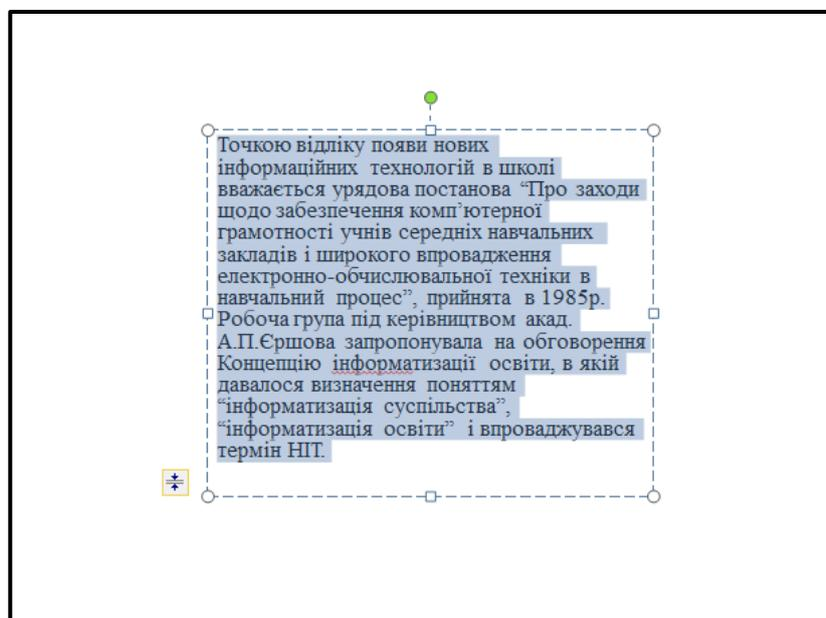 Точкою відліку появи нових
інформаційних технологій в школі
вважається урядова постанова “Про заходи
щодо забезпечення комп’ютерної
грамотності учнів середніх навчальних
закладів і широкого впровадження
електронно-обчислювальної техніки в
навчальний процес”, прийнята в 1985р.
Робоча група під керівництвом акад.
А.П.Єршова запропонувала на обговорення
Концепцію інформатизації освіти, в якій
давалося визначення поняттям
“інформатизація суспільства”,
“інформатизація освіти” і впроваджувався
термін НІТ.